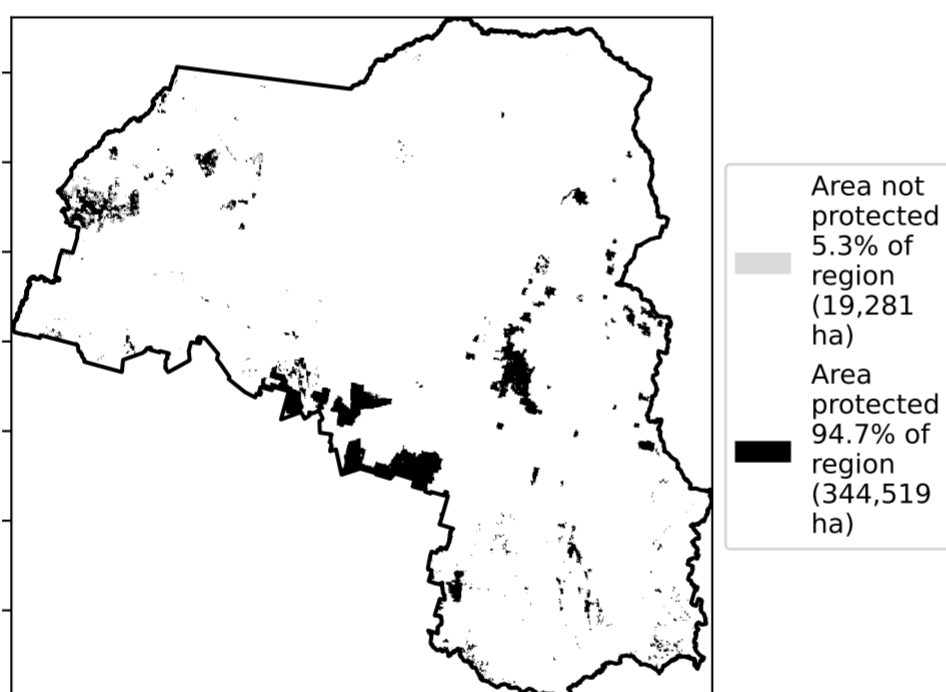 Area not
protected
5.3% of
region
(19,281
ha)
Area
protected
94.7% of
region
(344,519
ha)